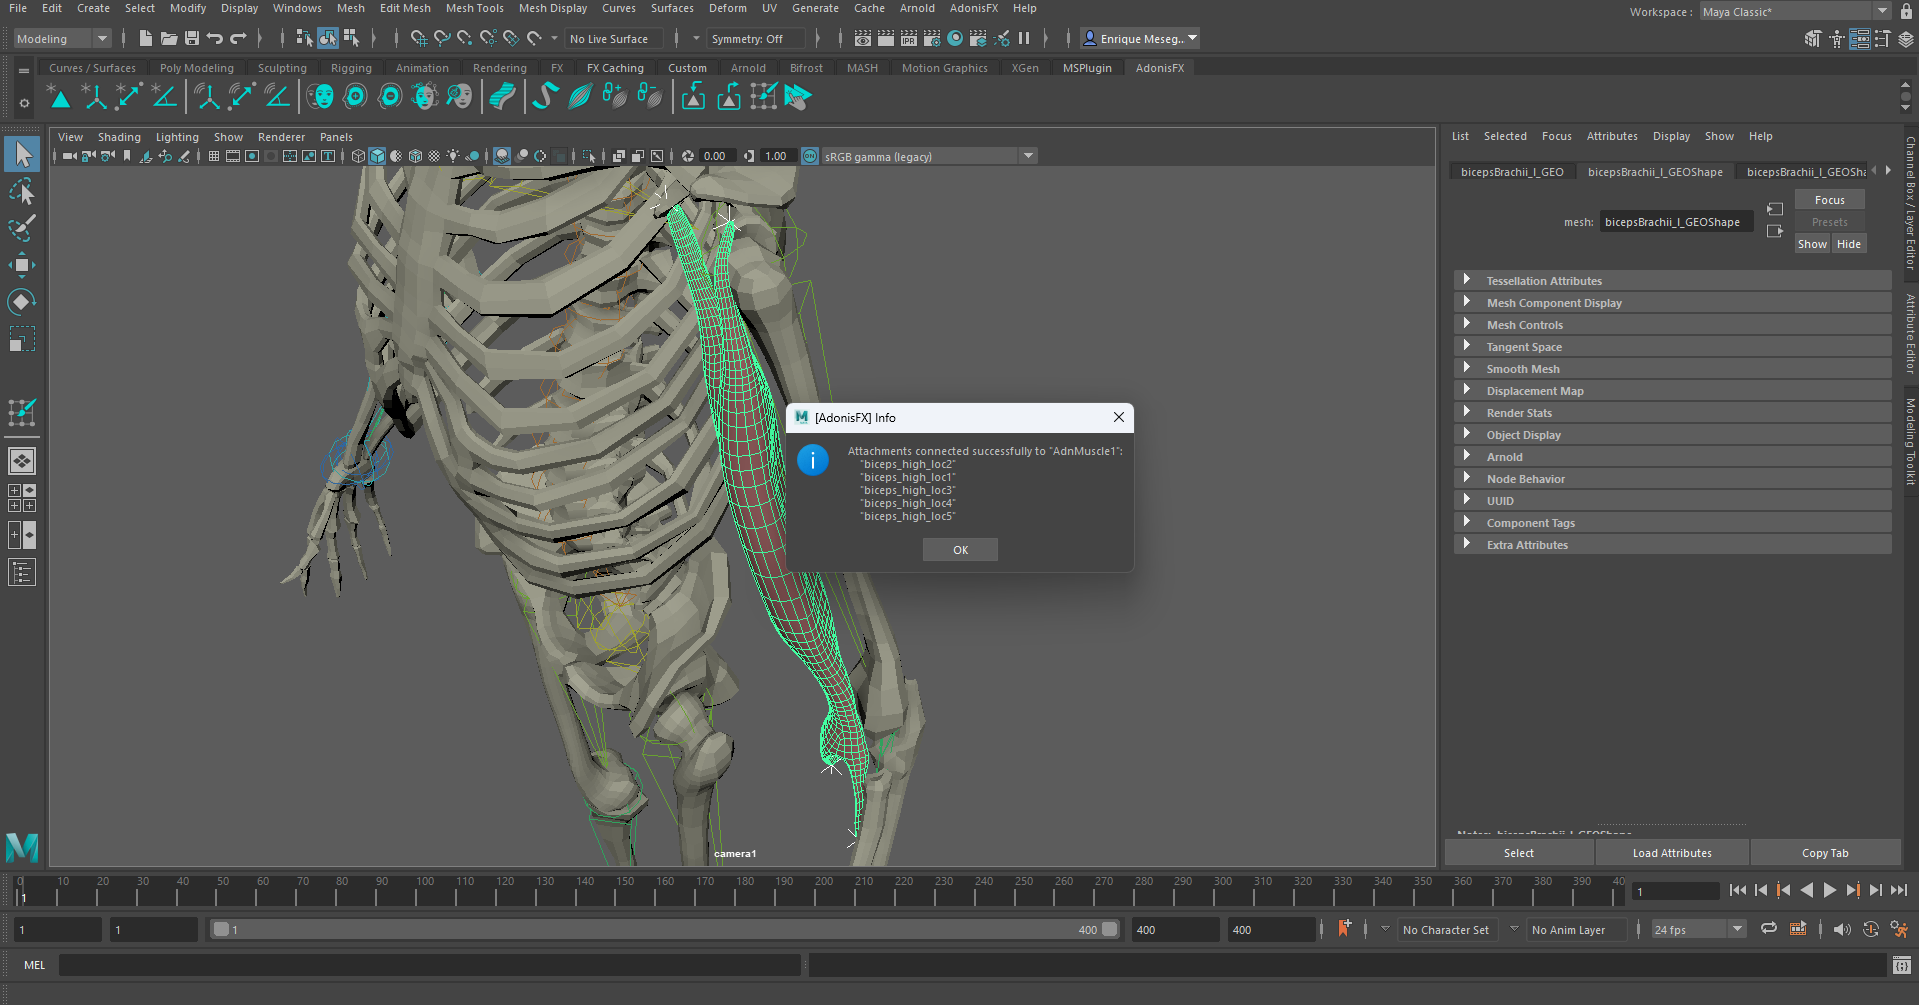 File Edit Create Select Modify Display Windows Mesh Edit Mesh Mesh Tools Mesh Display Curves Surfaces Deform UV Generate Cache Arnold AdonisFX Help
Workspace : Maya Classic*
Modeling No Live Surface Symmetry: Off IPR Enrique Meseg...
Curves / Surfaces Poly Modeling Sculpting Rigging Animation Rendering FX FX Caching Custom Arnold Bifrost MASH Motion Graphics XGen MSPlugin AdonisFX
View Shading Lighting Show Renderer Panels
0.00 1.00 ON sRGB gamma (legacy)
List Selected Focus Attributes Display Show Help
bicepsBrachii_l_GEO bicepsBrachii_l_GEOShape bicepsBrachii_l_GEOSha
Focus
mesh: bicepsBrachii_l_GEOShape
Presets
Show Hide
Tessellation Attributes
Mesh Component Display
Mesh Controls
Tangent Space
Smooth Mesh
Displacement Map
Render Stats
Object Display
Arnold
Node Behavior
UUID
Component Tags
Extra Attributes
Notes: bicepsBrachii_l_GEOShape
Select Load Attributes Copy Tab
Channel Box / Layer Editor
Attribute Editor
Modeling Toolkit
[AdonisFX] Info
Attachments connected successfully to "AdnMuscle1":
"biceps_high_loc2"
"biceps_high_loc1"
"biceps_high_loc3"
"biceps_high_loc4"
"biceps_high_loc5"
OK
camera1
0 10 20 30 40 50 60 70 80 90 100 110 120 130 140 150 160 170 180 190 200 210 220 230 240 250 260 270 280 290 300 310 320 330 340 350 360 370 380 390 40
1 1
1 1 1 400 400 400 No Character Set No Anim Layer 24 fps
MEL